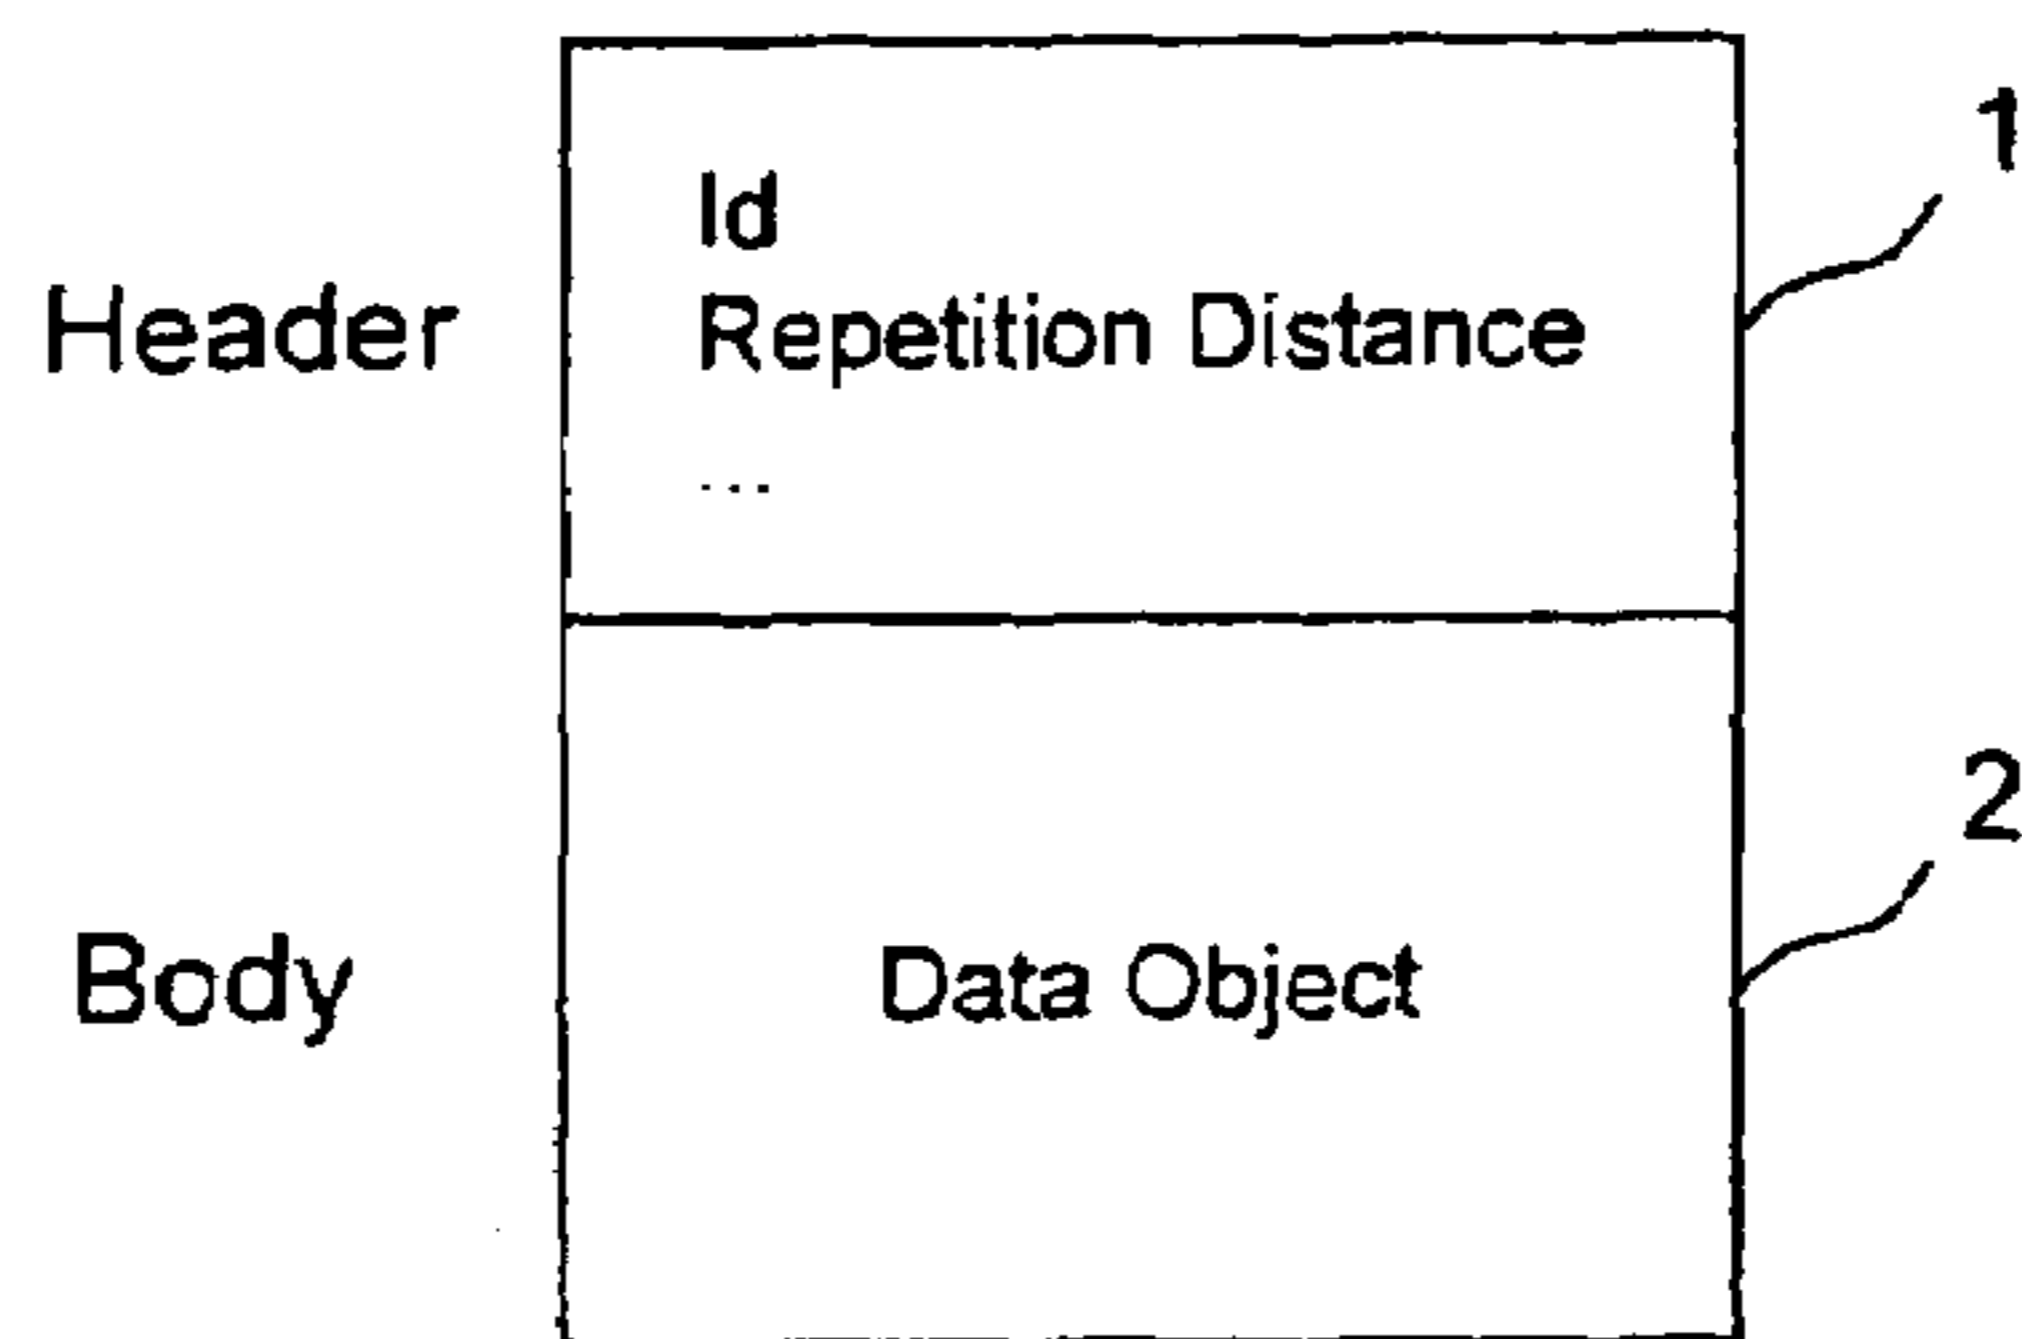 1
Id
Header
Repetition Distance
...
2
Body
Data Object